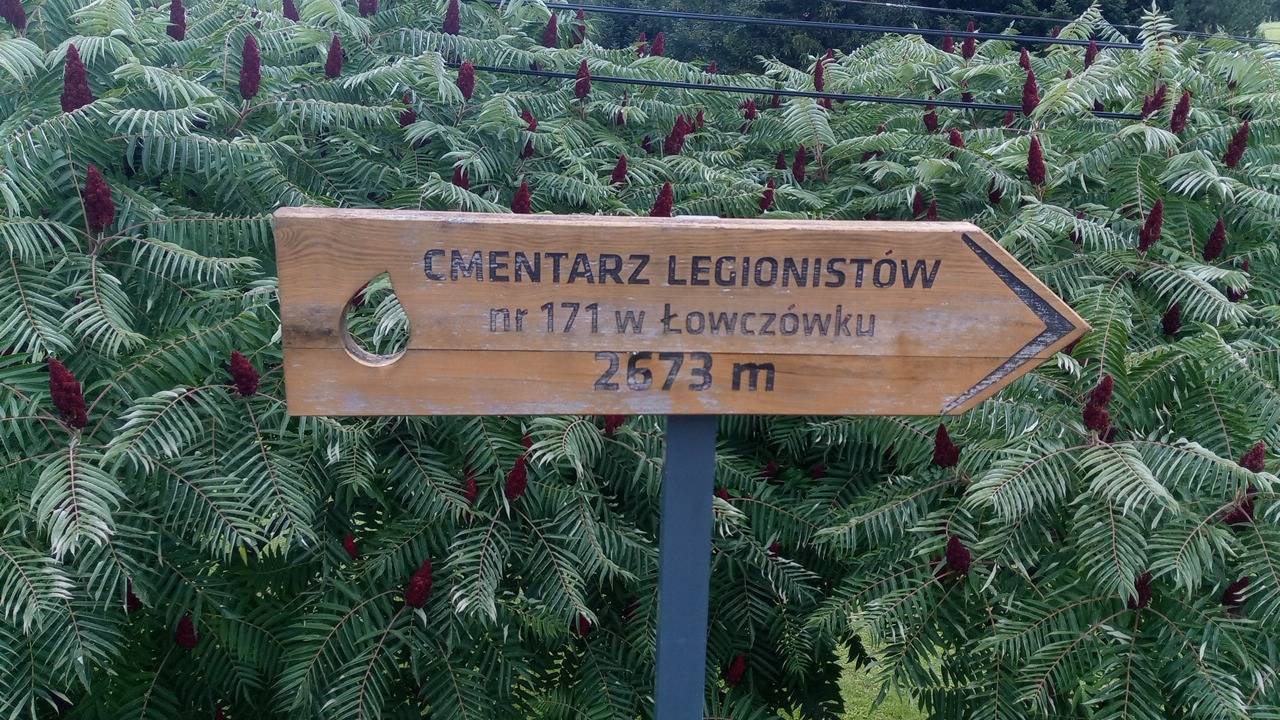 CMENTARZ LEGIONISTÓW
nr 171 w Łowczówku
2673 m